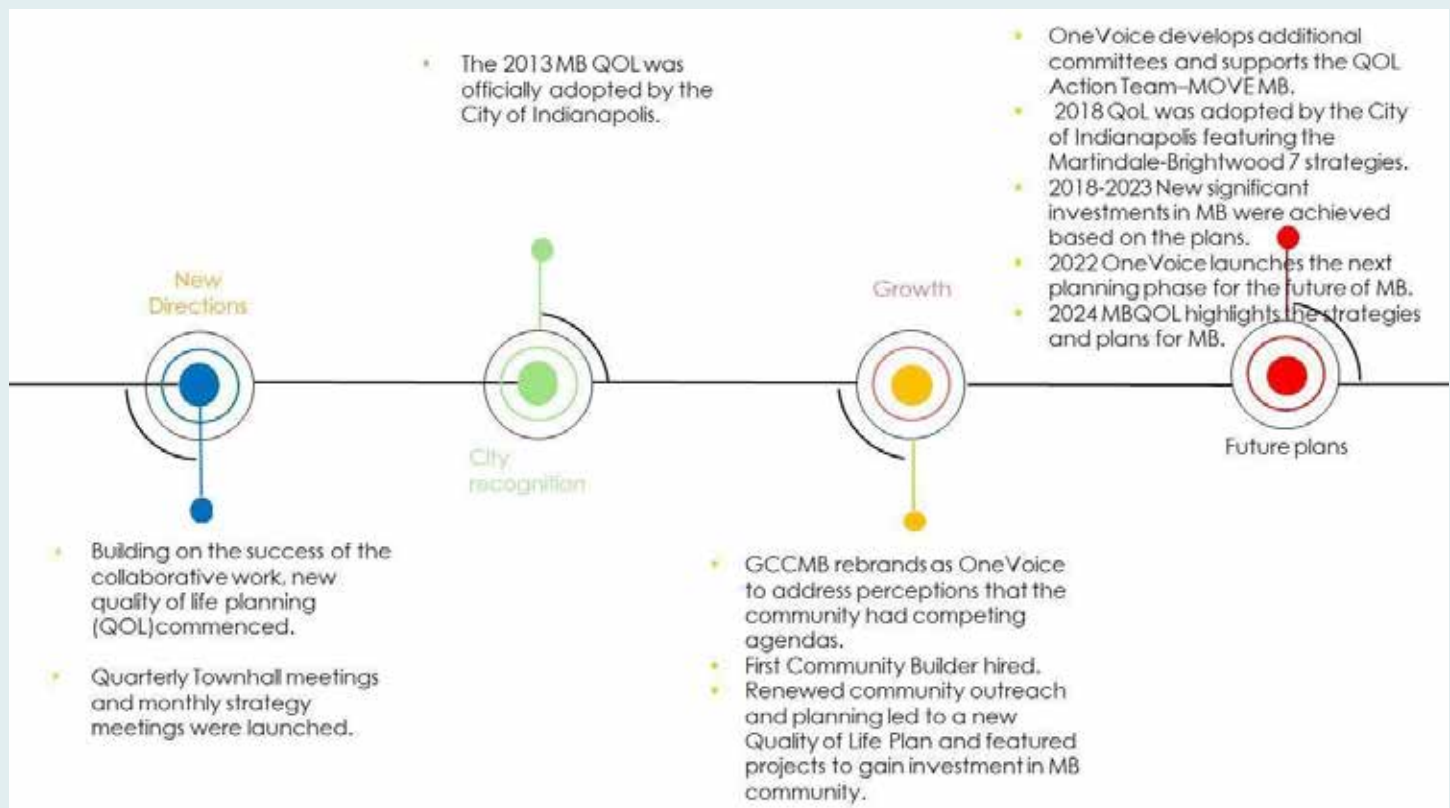 New
Directions
Building on the success of the
collaborative work, new
quality of life planning
(QOL)commenced.
Quarterly Townhall meetings
and monthly strategy
meetings were launched.
The 2013 MB QOL was
officially adopted by the
City of Indianapolis.
City
recognition
Growth
GCCMB rebrands as OneVoice
to address perceptions that the
community had competing
agendas.
First Community Builder hired.
Renewed community outreach
and planning led to a new
Quality of Life Plan and featured
projects to gain investment in MB
community.
OneVoice develops additional
committees and supports the QOL
Action Team–MOVE MB.
2018 QoL was adopted by the City
of Indianapolis featuring the
Martindale-Brightwood 7 strategies.
2018-2023 New significant
investments in MB were achieved
based on the plans.
2022 OneVoice launches the next
planning phase for the future of MB.
2024 MBQOL highlights the strategies
and plans for MB.
Future plans